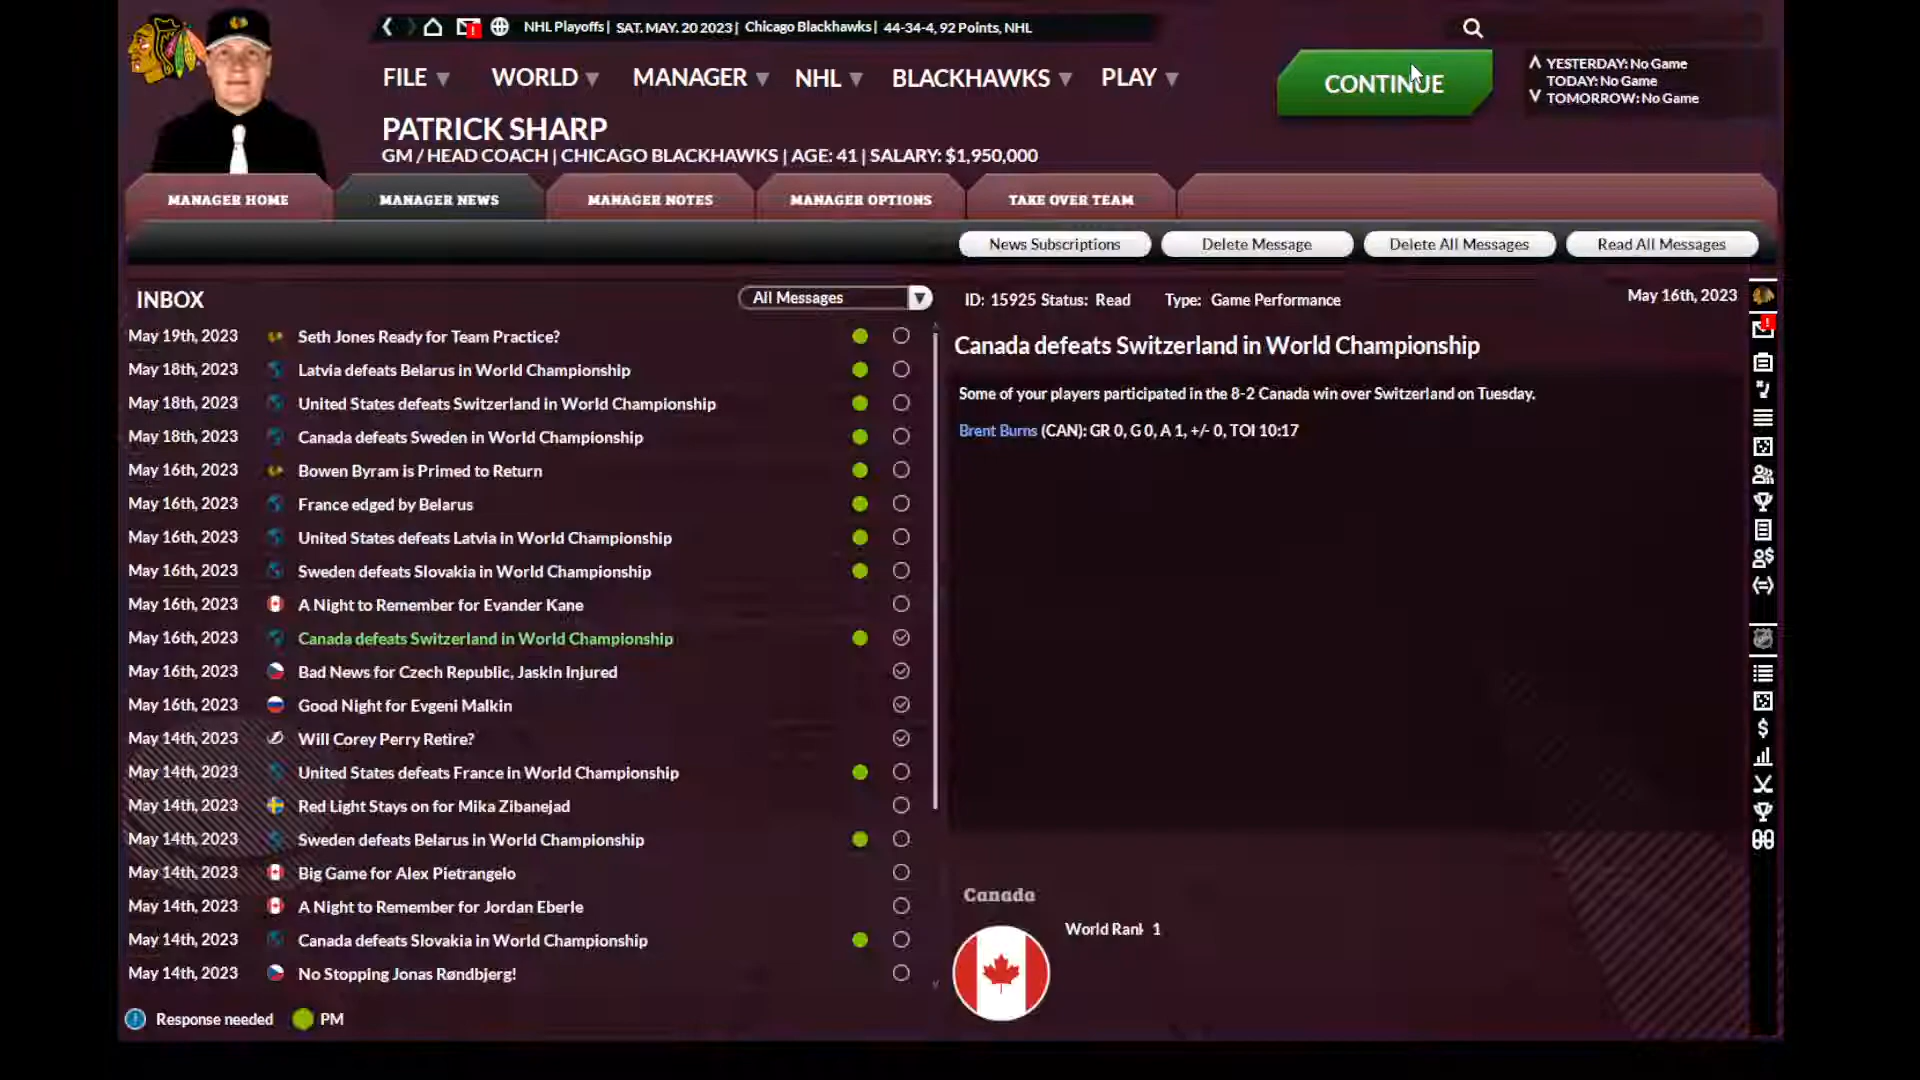 NHL Playoffs | SAT. MAY. 20 2023 | Chicago Blackhawks | 44-34-4, 92 Points, NHL
FILE WORLD MANAGER NHL BLACKHAWKS PLAY
CONTINUE
YESTERDAY: No Game
TODAY: No Game
TOMORROW: No Game
PATRICK SHARP
GM / HEAD COACH | CHICAGO BLACKHAWKS | AGE: 41 | SALARY: $1,950,000
MANAGER HOME MANAGER NEWS MANAGER NOTES MANAGER OPTIONS TAKE OVER TEAM
News Subscriptions Delete Message Delete All Messages Read All Messages
INBOX All Messages
May 19th, 2023 Seth Jones Ready for Team Practice?
May 18th, 2023 Latvia defeats Belarus in World Championship
May 18th, 2023 United States defeats Switzerland in World Championship
May 18th, 2023 Canada defeats Sweden in World Championship
May 16th, 2023 Bowen Byram is Primed to Return
May 16th, 2023 France edged by Belarus
May 16th, 2023 United States defeats Latvia in World Championship
May 16th, 2023 Sweden defeats Slovakia in World Championship
May 16th, 2023 A Night to Remember for Evander Kane
May 16th, 2023 Canada defeats Switzerland in World Championship
May 16th, 2023 Bad News for Czech Republic, Jaskin Injured
May 16th, 2023 Good Night for Evgeni Malkin
May 14th, 2023 Will Corey Perry Retire?
May 14th, 2023 United States defeats France in World Championship
May 14th, 2023 Red Light Stays on for Mika Zibanejad
May 14th, 2023 Sweden defeats Belarus in World Championship
May 14th, 2023 Big Game for Alex Pietrangelo
May 14th, 2023 A Night to Remember for Jordan Eberle
May 14th, 2023 Canada defeats Slovakia in World Championship
May 14th, 2023 No Stopping Jonas Røndbjerg!
Response needed PM
ID: 15925 Status: Read Type: Game Performance May 16th, 2023
Canada defeats Switzerland in World Championship
Some of your players participated in the 8-2 Canada win over Switzerland on Tuesday.
Brent Burns (CAN): GR 0, G 0, A 1, +/- 0, TOI 10:17
Canada
World Rank 1